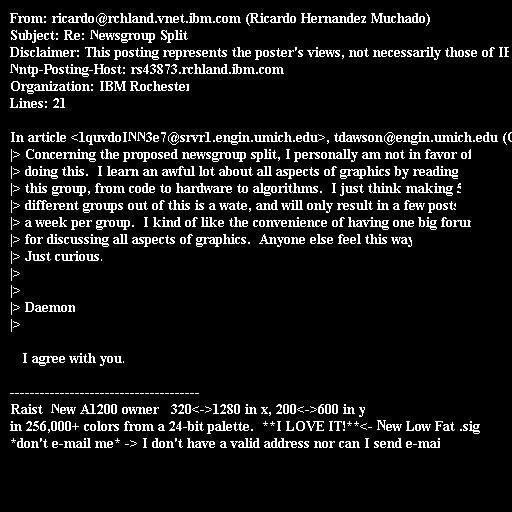 From: ricardo@rchland.vnet.ibm.com (Ricardo Hernandez Muchado)
Subject: Re: Newsgroup Split
Disclaimer: This posting represents the poster's views, not necessarily those of
Nntp-Posting-Host: rs43873.rchland.ibm.com
Organization: IBM Rochester
Lines: 21

In article <1quvdoINN3e7@srvr1.engin.umich.edu>, tdawson@engin.umich.edu
|> Concerning the proposed newsgroup split, I personally am not in favor of
|> doing this.  I learn an awful lot about all aspects of graphics by reading
|> this group, from code to hardware to algorithms.  I just think making 5
|> different groups out of this is a wate, and will only result in a few posts
|> a week per group.  I kind of like the convenience of having one big forum
|> for discussing all aspects of graphics.  Anyone else feel this way
|> Just curious.
|>
|>
|> Daemon
|>

I agree with you.

--------------------------------------
Raist  New A1200 owner   320<->1280 in x, 200<->600 in y
in 256,000+ colors from a 24-bit palette.  **I LOVE IT!**<- New Low Fat .sig
*don't e-mail me* -> I don't have a valid address nor can I send e-mai